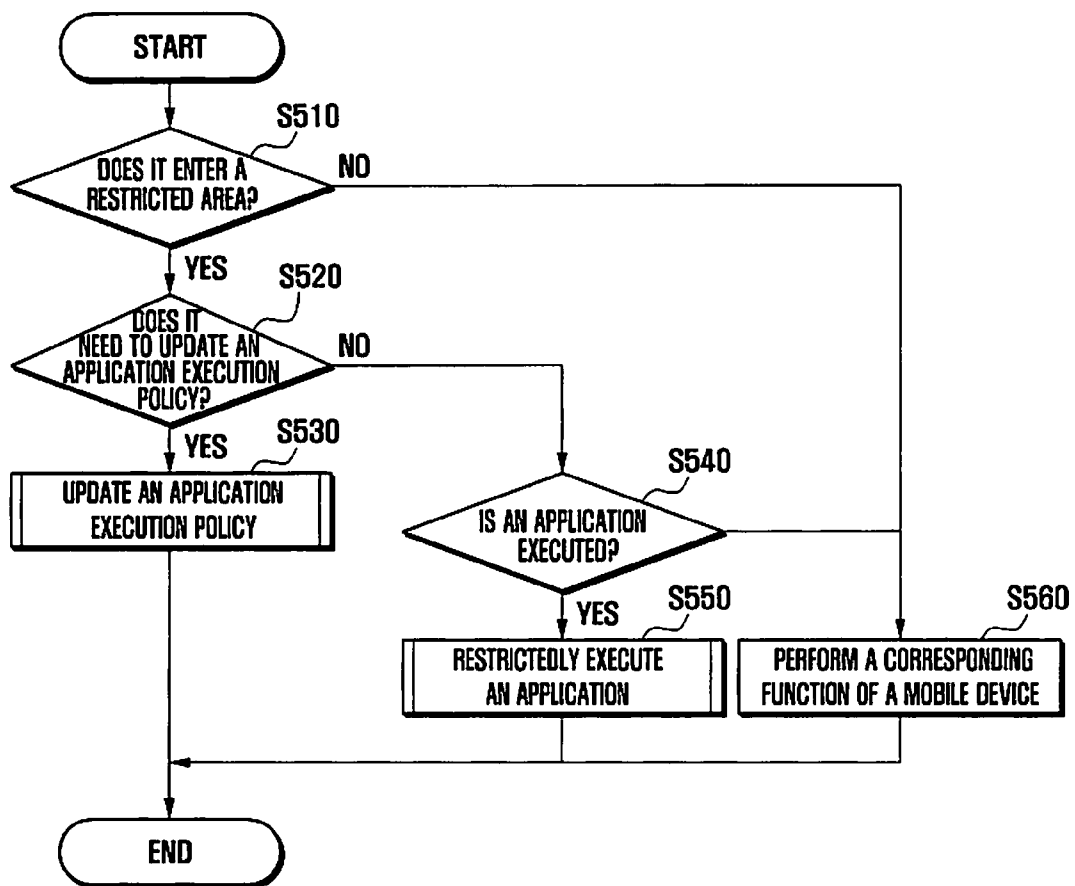 START
S510
DOES IT ENTER A
RESTRICTED AREA?
NO
YES
S520
DOES IT
NEED TO UPDATE AN
APPLICATION EXECUTION
POLICY?
NO
YES
S530
UPDATE AN APPLICATION
EXECUTION POLICY
S540
IS AN APPLICATION
EXECUTED?
YES
S550
RESTRICTEDLY EXECUTE
AN APPLICATION
S560
PERFORM A CORRESPONDING
FUNCTION OF A MOBILE DEVICE
END